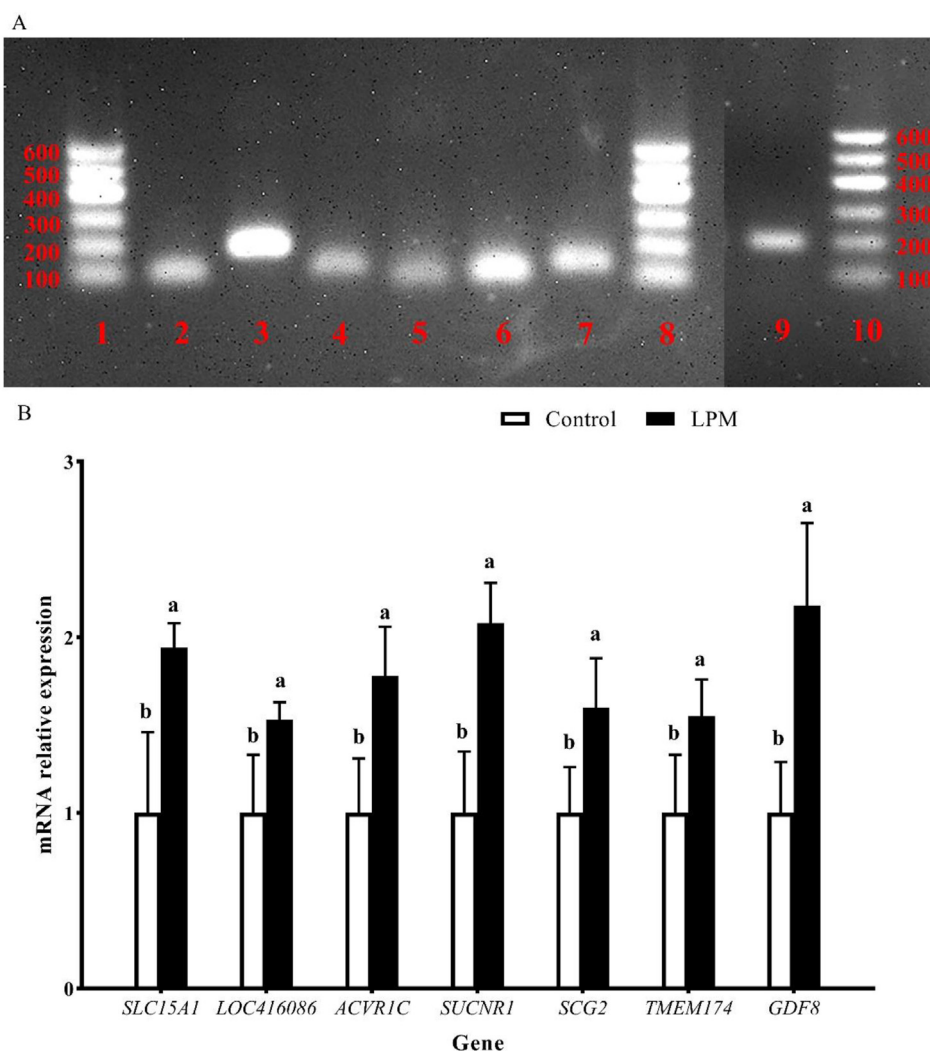 A
600 600 600
500 500
400 400
300 300
200 200
100 100
1 2 3 4 5 6 7 8 9 10
B
Control LPM
3
2
1
0
mRNA relative expression
b a b a b a b a b a b a b a
SLC15A1 LOC416086 ACVR1C SUCNR1 SCG2 TMEM174 GDF8
Gene